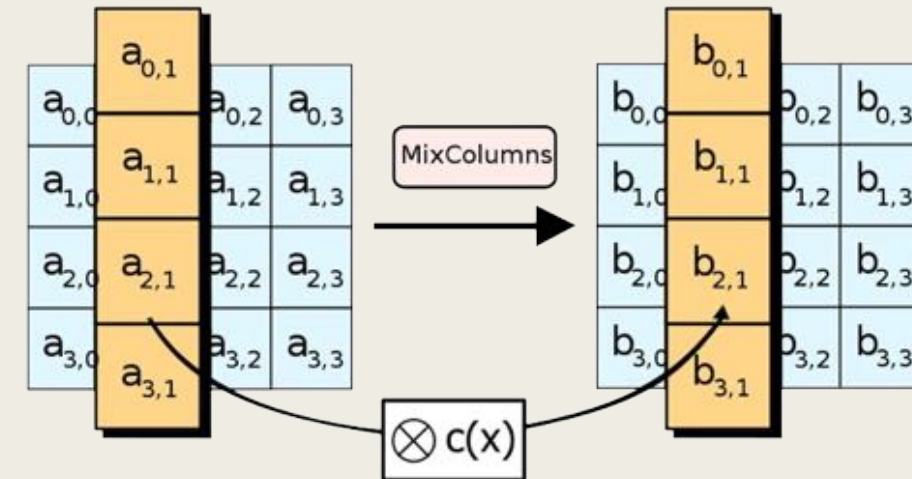 a0,1
b0,1
a0,0 a0,2 a0,3
b0,0 b0,2 b0,3
MixColumns
a1,1
b1,1
a1,0 a1,2 a1,3
b1,0 b1,2 b1,3
a2,0 a2,1 a2,2 a2,3
b2,0 b2,1 b2,2 b2,3
a3,0 a3,2 a3,3
b3,0 b3,2 b3,3
a3,1
b3,1
⊗ c(x)